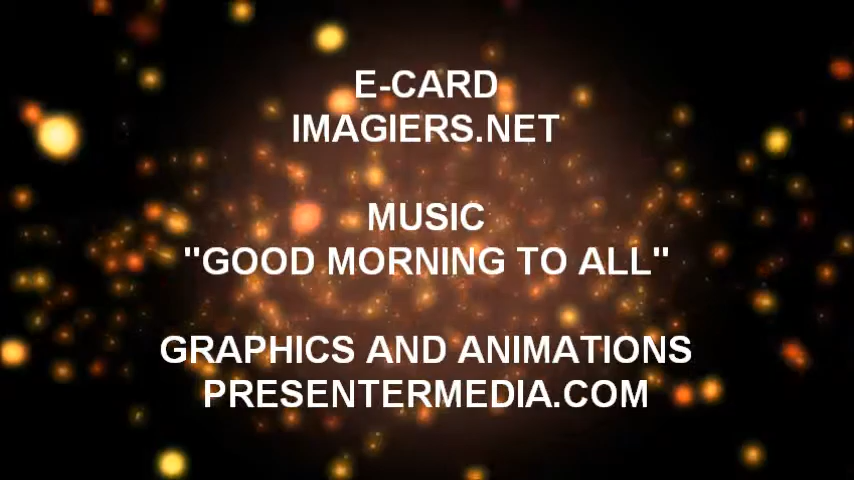 E-CARD
IMAGIERS.NET
MUSIC
"GOOD MORNING TO ALL"
GRAPHICS AND ANIMATIONS
PRESENTERMEDIA.COM